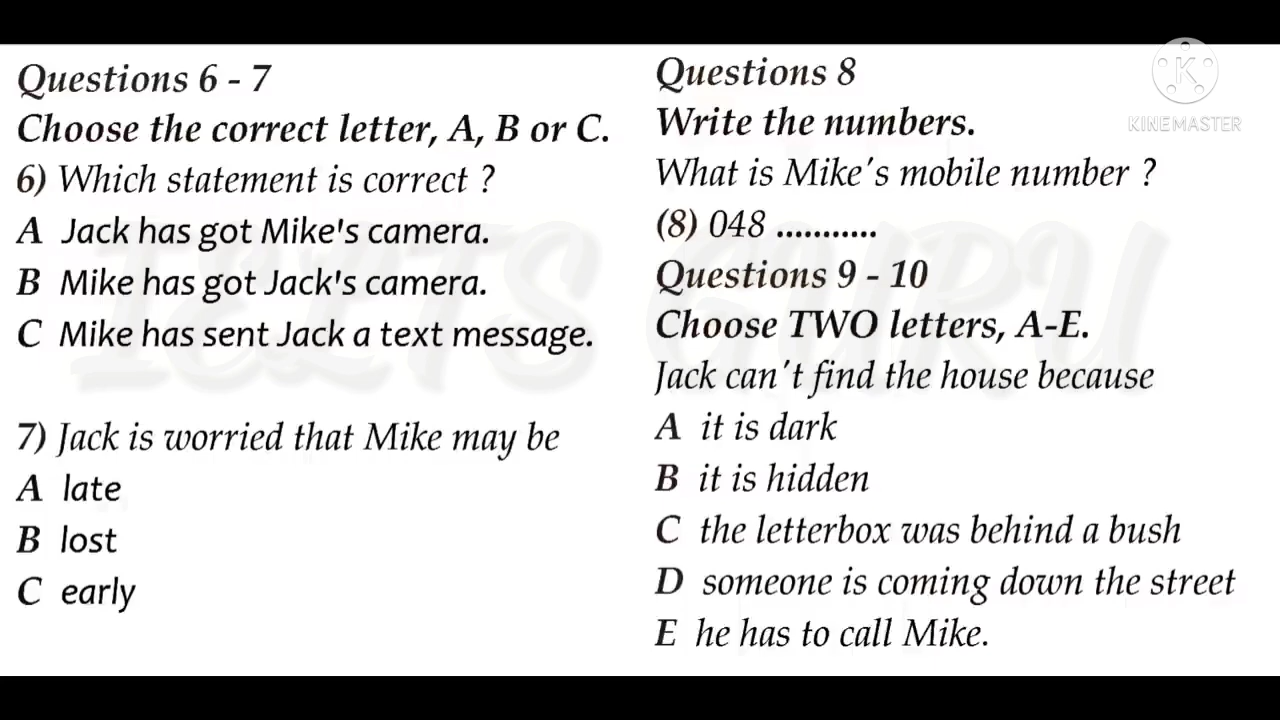 Questions 6 - 7
Choose the correct letter, A, B or C.
6) Which statement is correct ?
A Jack has got Mike's camera.
B Mike has got Jack's camera.
C Mike has sent Jack a text message.
7) Jack is worried that Mike may be
A late
B lost
C early
Questions 8
Write the numbers.
What is Mike's mobile number ?
(8) 048 ...........
Questions 9 - 10
Choose TWO letters, A-E.
Jack can't find the house because
A it is dark
B it is hidden
C the letterbox was behind a bush
D someone is coming down the street
E he has to call Mike.
K
KINEMASTER
IELTS GURU